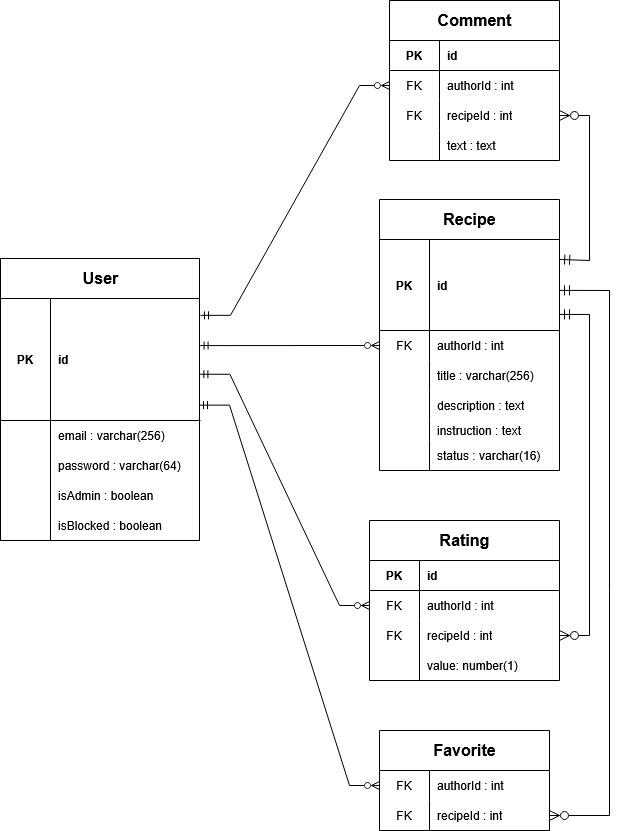 Comment
PK id
FK authorId : int
FK recipeId : int
text : text
Recipe
PK id
FK authorId : int
title : varchar(256)
description : text
instruction : text
status : varchar(16)
User
PK id
email : varchar(256)
password : varchar(64)
isAdmin : boolean
isBlocked : boolean
Rating
PK id
FK authorId : int
FK recipeId : int
value: number(1)
Favorite
FK authorId : int
FK recipeId : int